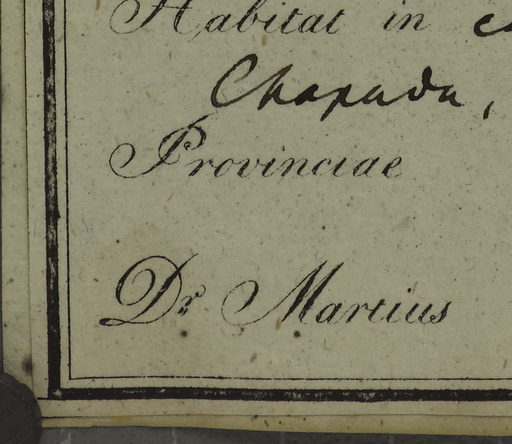 Habitat in
Chapada,
Provinciae
Dr Martius